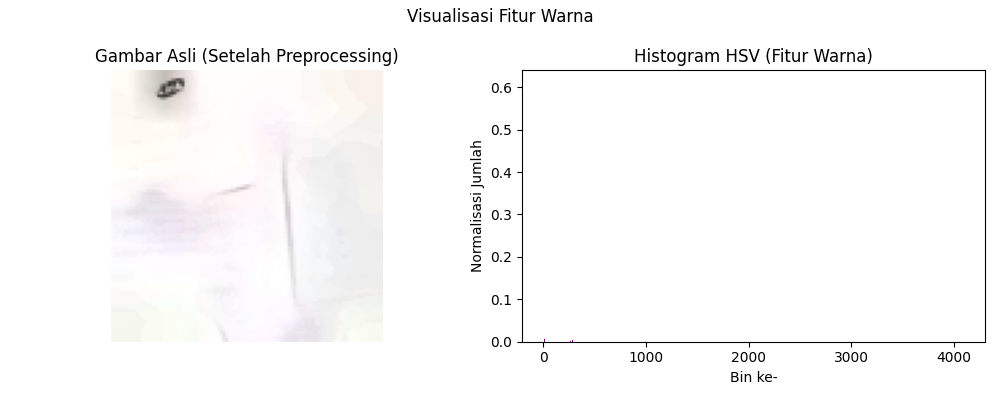 Visualisasi Fitur Warna
Gambar Asli (Setelah Preprocessing)
Histogram HSV (Fitur Warna)
Normalisasi Jumlah
0.6
0.5
0.4
0.3
0.2
0.1
0.0
0 1000 2000 3000 4000
Bin ke-